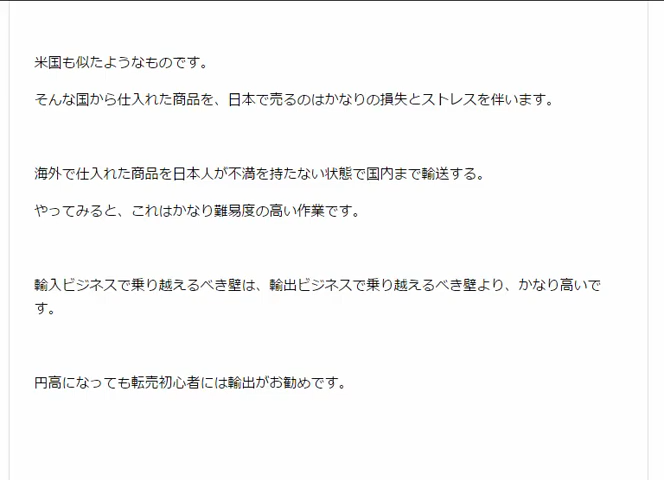 米国も似たようなものです。
そんな国から仕入れた商品を、日本で売るのはかなりの損失とストレスを伴います。
海外で仕入れた商品を日本人が不満を持たない状態で国内まで輸送する。
やってみると、これはかなり難易度の高い作業です。
輸入ビジネスで乗り越えるべき壁は、輸出ビジネスで乗り越えるべき壁より、かなり高いで
す。
円高になっても転売初心者には輸出がお勧めです。